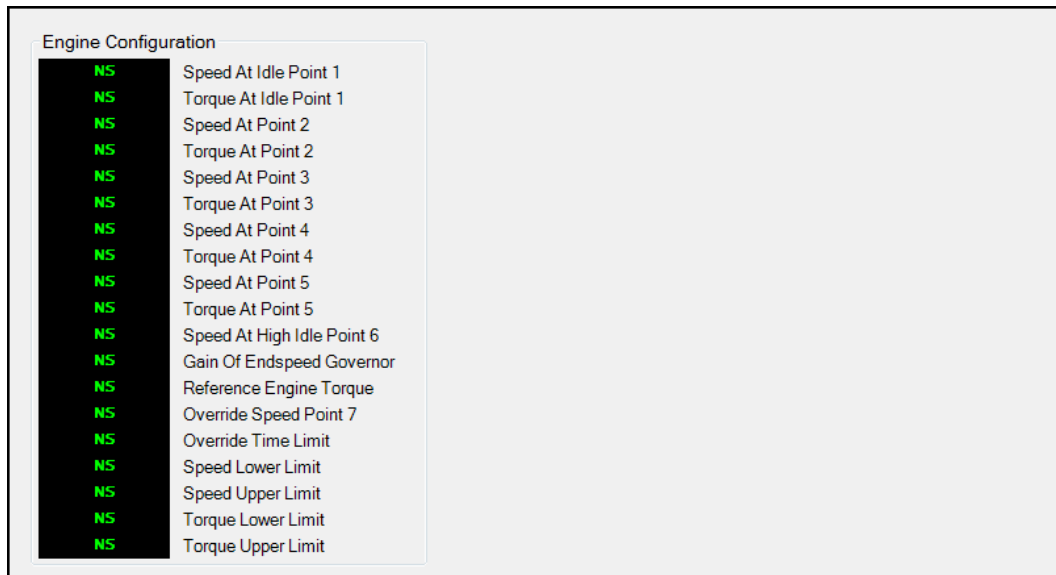 Engine Configuration
NS Speed At Idle Point 1
NS Torque At Idle Point 1
NS Speed At Point 2
NS Torque At Point 2
NS Speed At Point 3
NS Torque At Point 3
NS Speed At Point 4
NS Torque At Point 4
NS Speed At Point 5
NS Torque At Point 5
NS Speed At High Idle Point 6
NS Gain Of Endspeed Governor
NS Reference Engine Torque
NS Override Speed Point 7
NS Override Time Limit
NS Speed Lower Limit
NS Speed Upper Limit
NS Torque Lower Limit
NS Torque Upper Limit